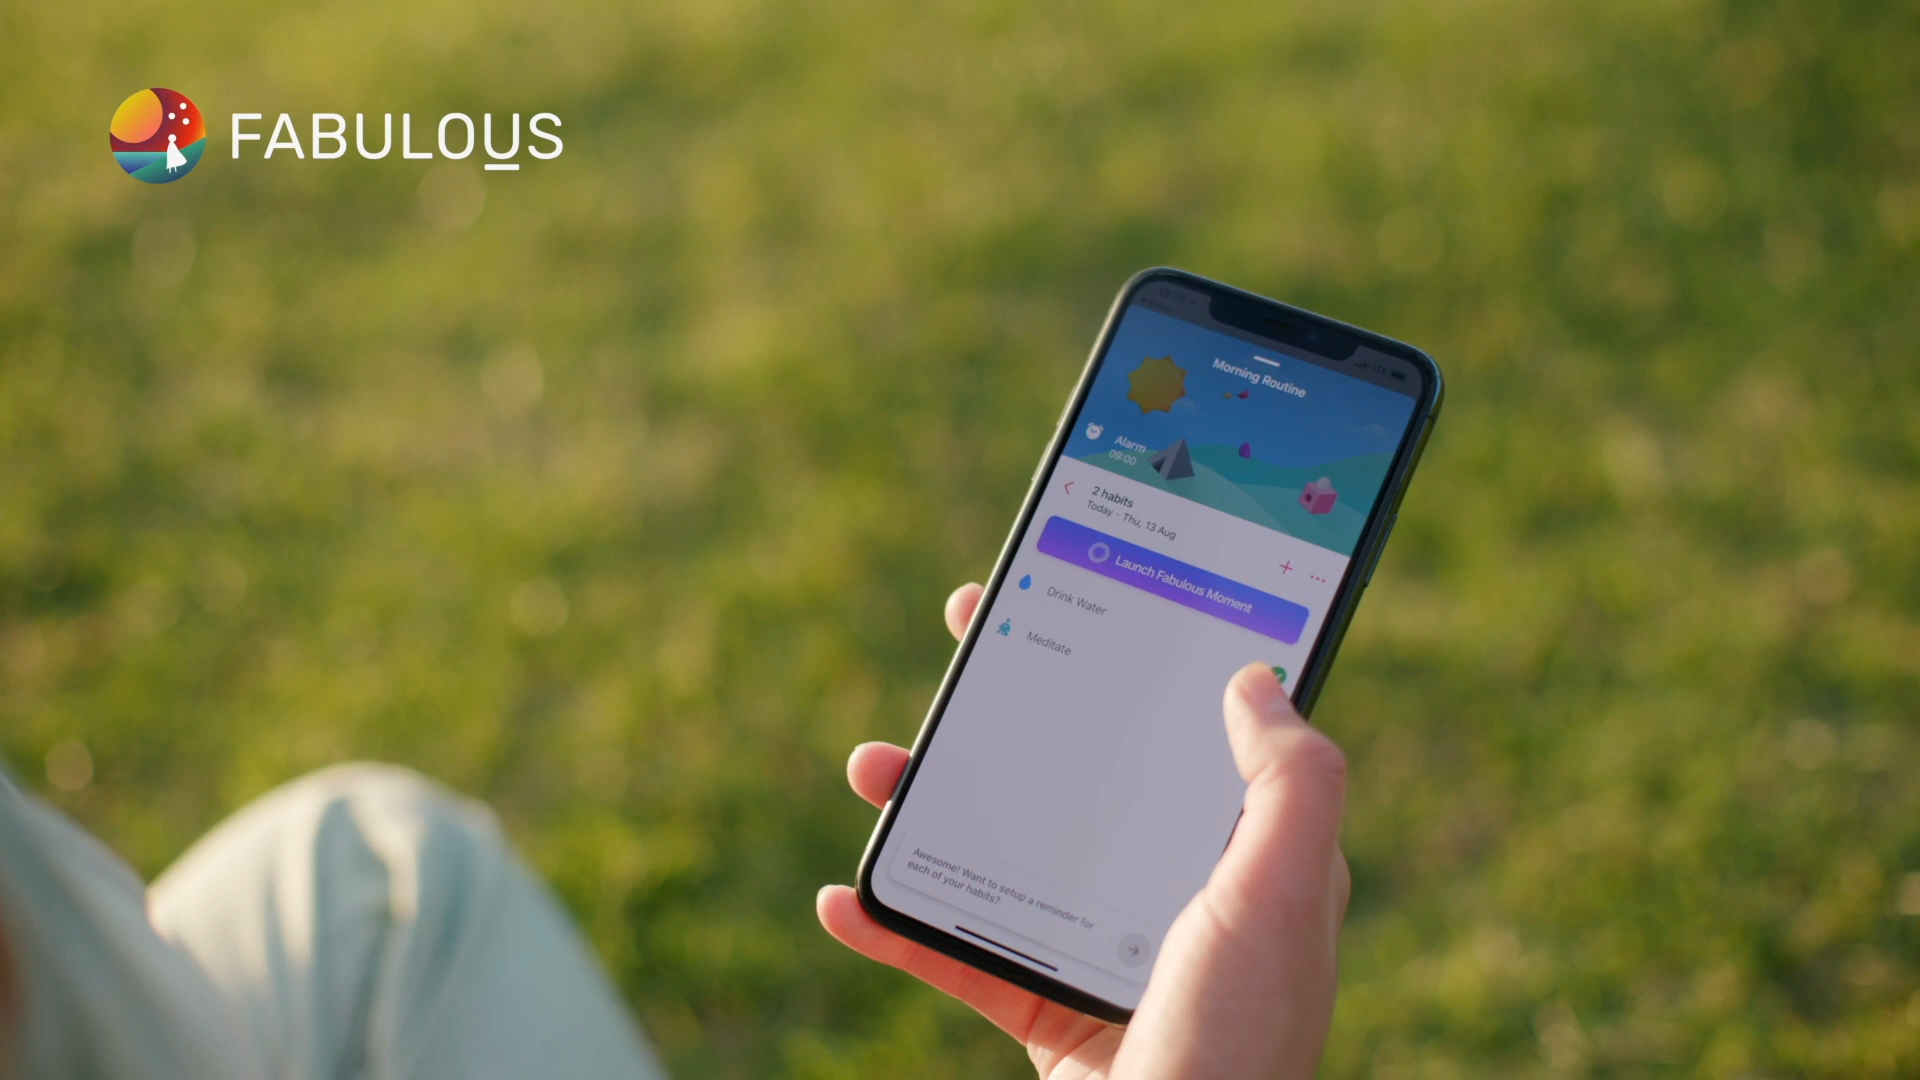 FABULOUS
LTE
Morning Routine
Alarm
09:00
2 habits
Today · Thu, 13 Aug
Launch Fabulous Moment
Drink Water
Meditate
Awesome! Want to setup a reminder for
each of your habits?